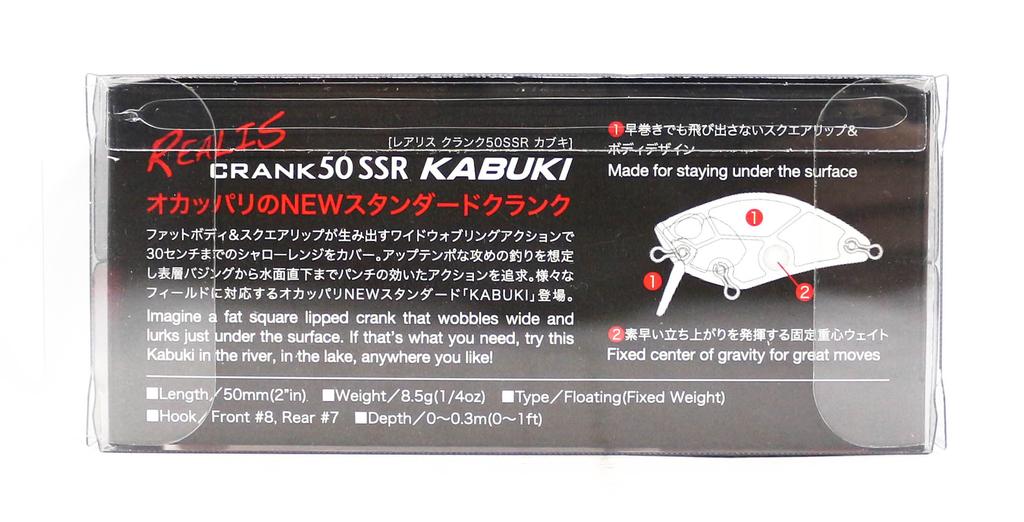 REALIS
[レアリス クランク50SSR カブキ]
CRANK50 SSR KABUKI
オカッパリのNEWスタンダードクランク
ファットボディ&スクエアリップが生み出すワイドウォブリングアクションで
30センチまでのシャローレンジをカバー。アップテンポな攻めの釣りを想定
し表層バジングから水面直下までパンチの効いたアクションを追求。様々な
フィールドに対応するオカッパリNEWスタンダード「KABUKI」登場。
Imagine a fat square lipped crank that wobbles wide and
lurks just under the surface. If that's what you need, try this
Kabuki in the river, in the lake, anywhere you like!
1 早巻きでも飛び出さないスクエアリップ&
ボディデザイン
Made for staying under the surface
1
1
2
2 素早い立ち上がりを発揮する固定重心ウェイト
Fixed center of gravity for great moves
■Length/50mm(2"in) ■Weight/8.5g(1/4oz) ■Type/Floating(Fixed Weight)
■Hook/Front #8, Rear #7 ■Depth/0〜0.3m(0〜1ft)